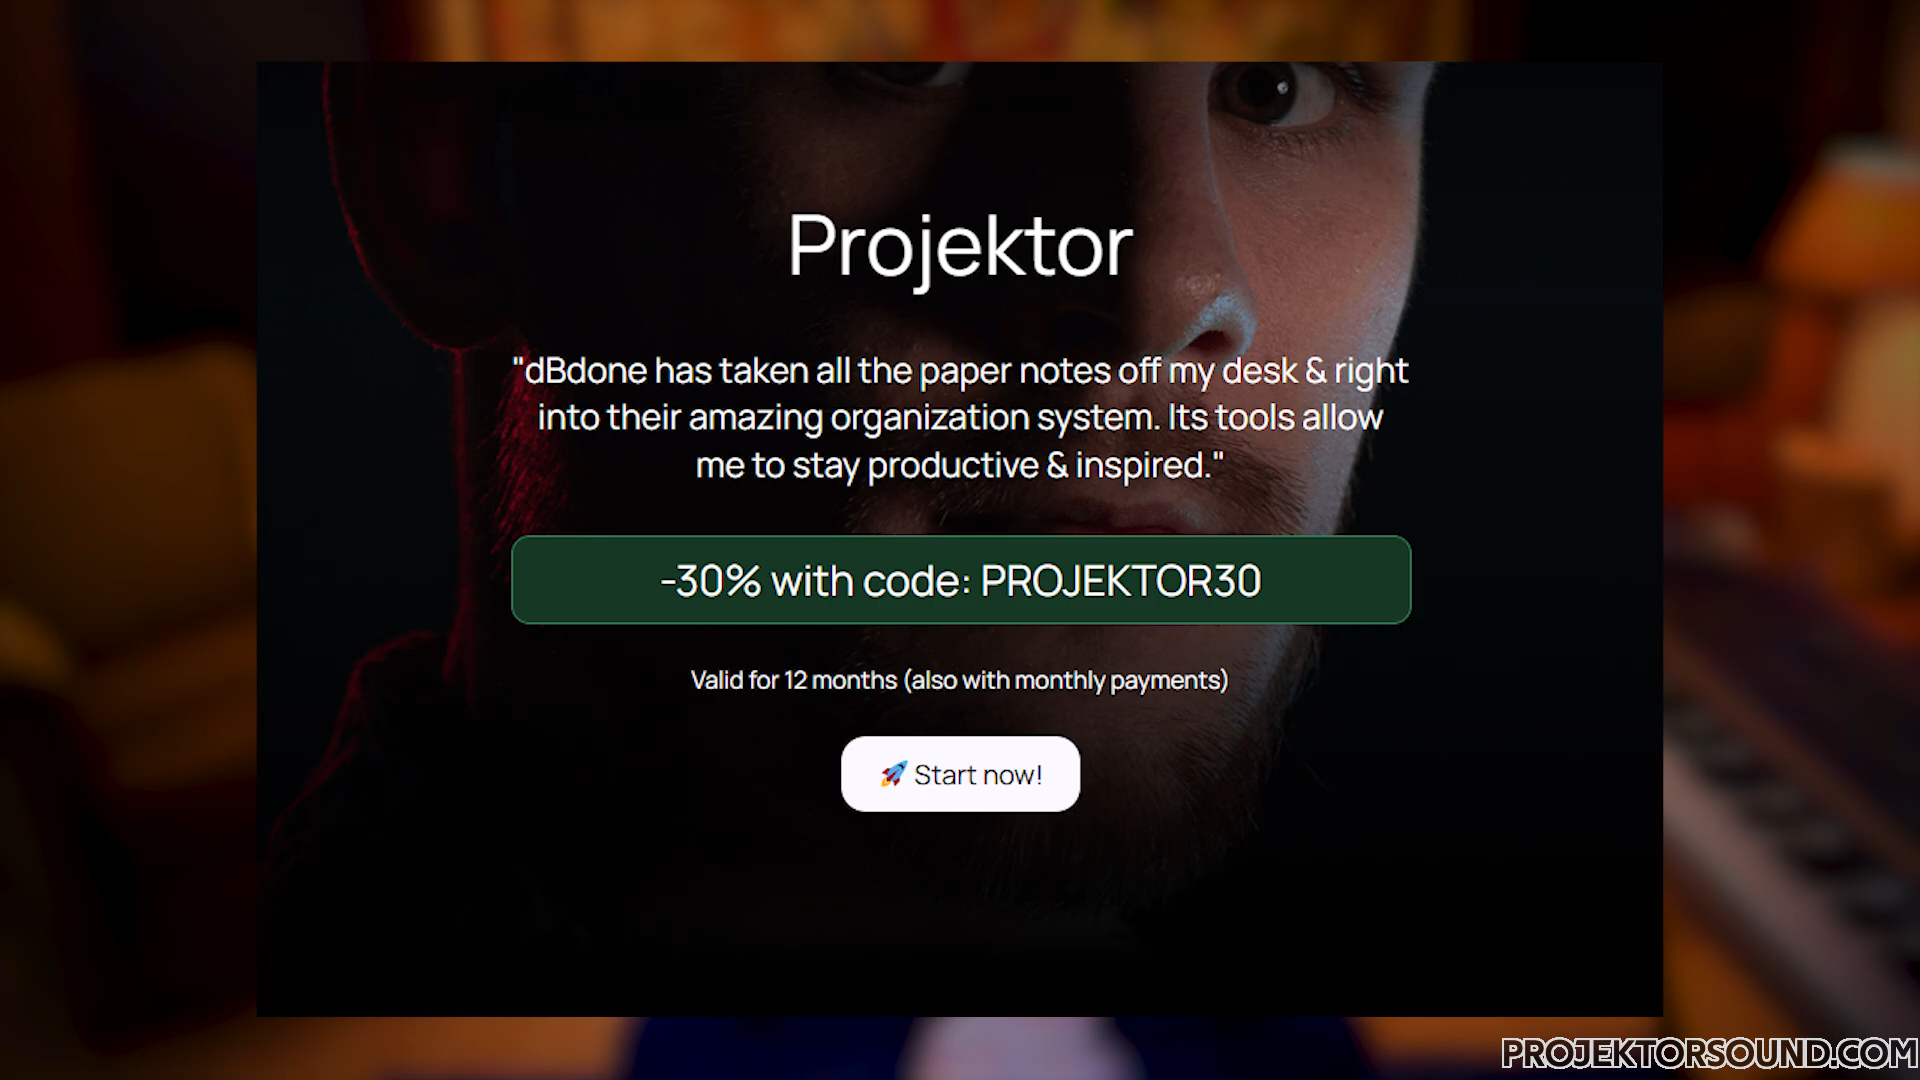 Projektor
"dBdone has taken all the paper notes off my desk & right
into their amazing organization system. Its tools allow
me to stay productive & inspired."
-30% with code: PROJEKTOR30
Valid for 12 months (also with monthly payments)
🚀 Start now!
PROJEKTORSOUND.COM